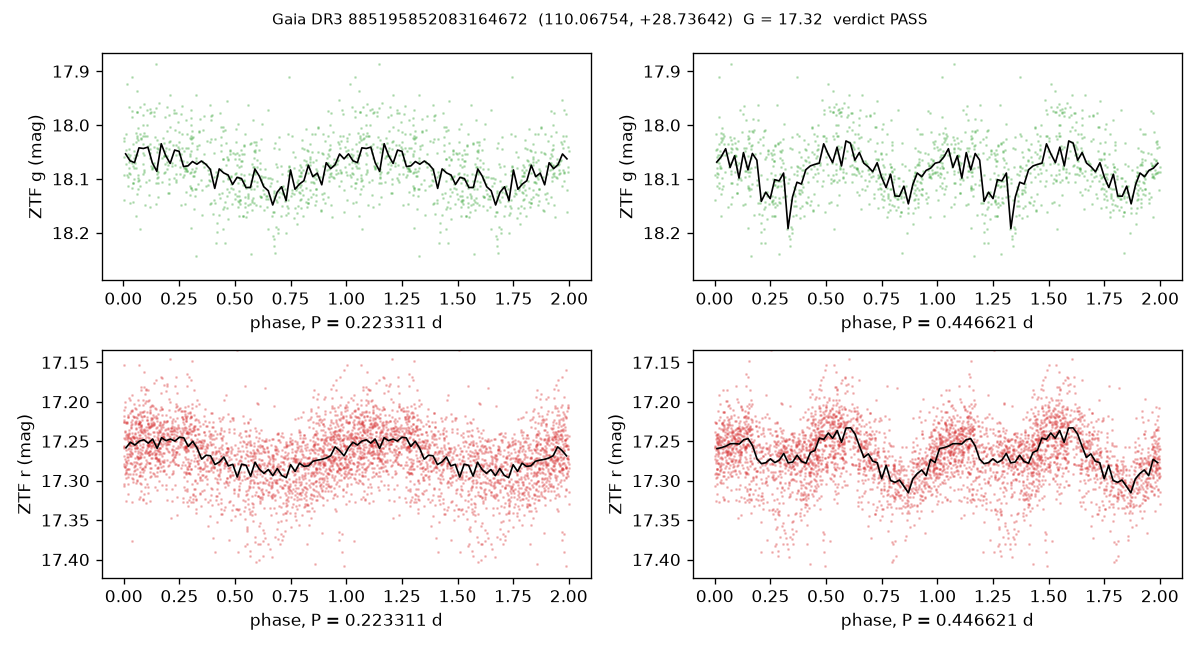 Gaia DR3 885195852083164672 (110.06754, +28.73642) G = 17.32 verdict PASS
ZTF g (mag)
17.9
18.0
18.1
18.2
0.00 0.25 0.50 0.75 1.00 1.25 1.50 1.75 2.00
phase, P = 0.223311 d
ZTF g (mag)
17.9
18.0
18.1
18.2
0.00 0.25 0.50 0.75 1.00 1.25 1.50 1.75 2.00
phase, P = 0.446621 d
ZTF r (mag)
17.15
17.20
17.25
17.30
17.35
17.40
0.00 0.25 0.50 0.75 1.00 1.25 1.50 1.75 2.00
phase, P = 0.223311 d
ZTF r (mag)
17.15
17.20
17.25
17.30
17.35
17.40
0.00 0.25 0.50 0.75 1.00 1.25 1.50 1.75 2.00
phase, P = 0.446621 d